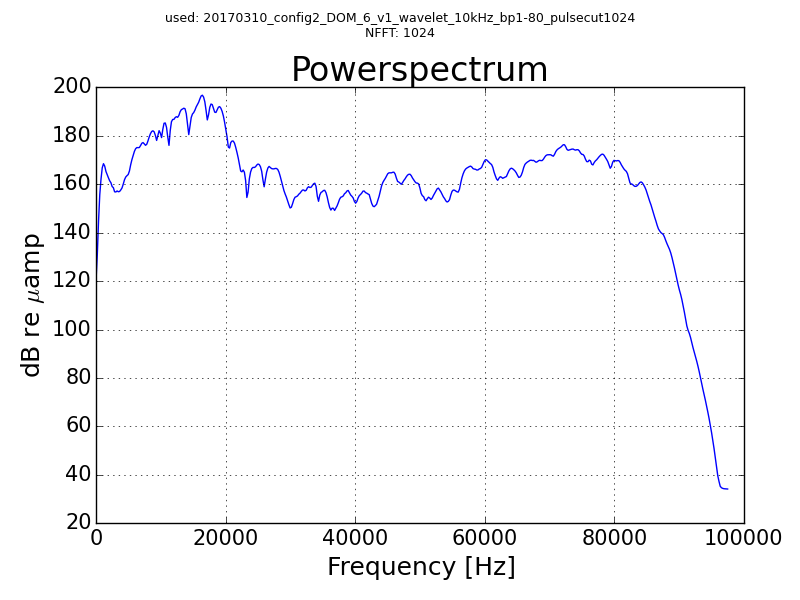 used: 20170310_config2_DOM_6_v1_wavelet_10kHz_bp1-80_pulsecut1024
NFFT: 1024
Powerspectrum
200
180
160
140
120
100
80
60
40
20
dB re μamp
0 20000 40000 60000 80000 100000
Frequency [Hz]